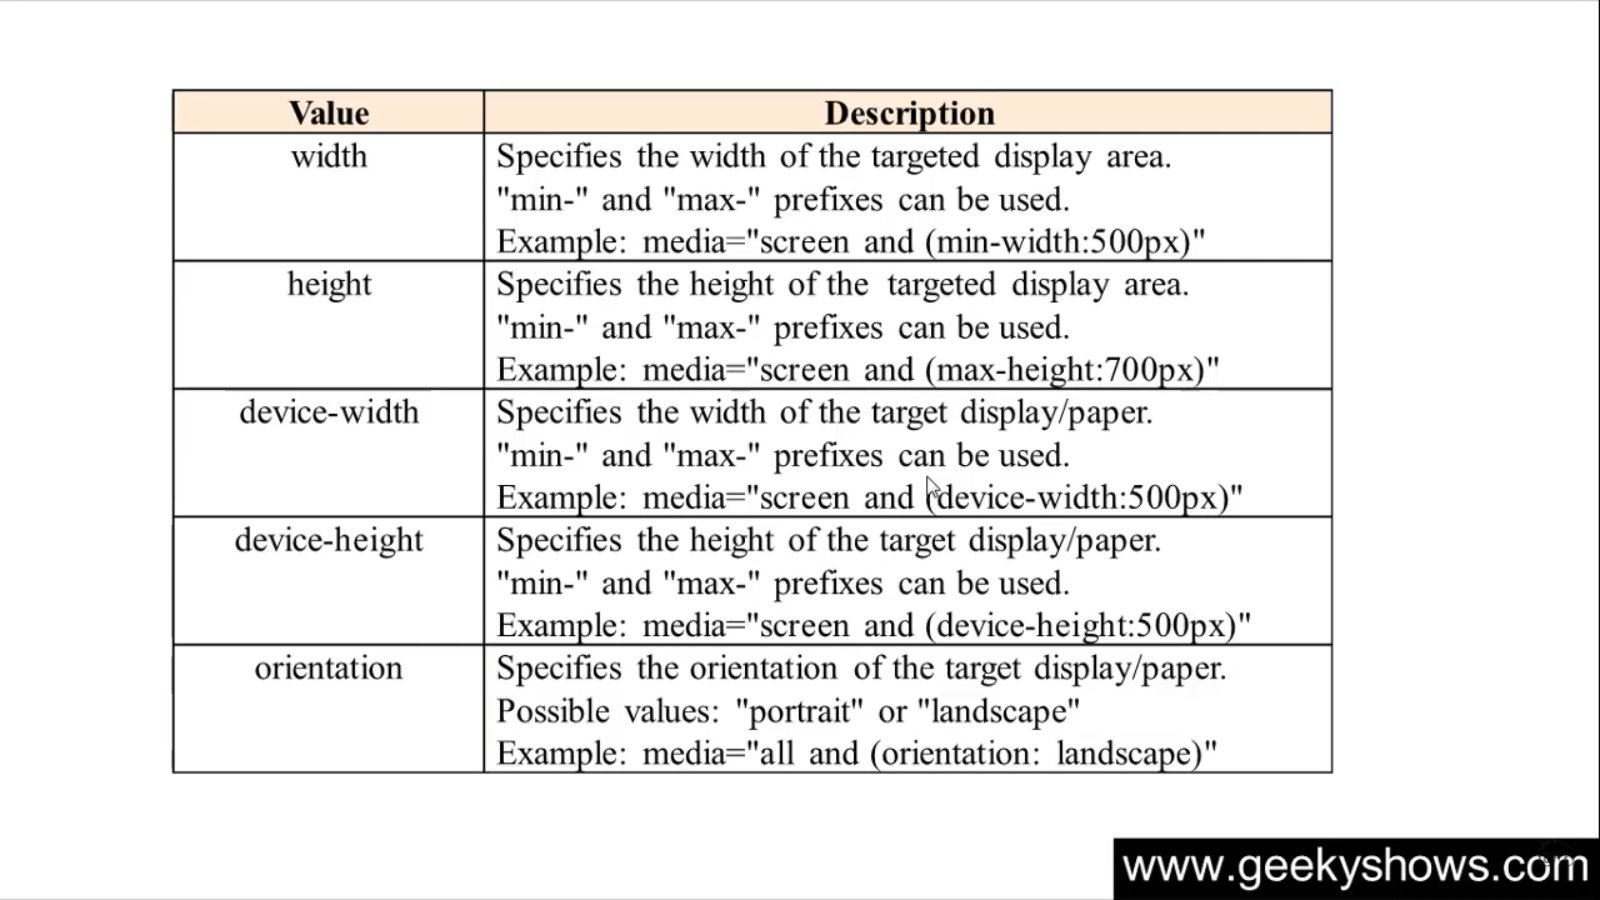 Value Description
width Specifies the width of the targeted display area.
"min-" and "max-" prefixes can be used.
Example: media="screen and (min-width:500px)"
height Specifies the height of the targeted display area.
"min-" and "max-" prefixes can be used.
Example: media="screen and (max-height:700px)"
device-width Specifies the width of the target display/paper.
"min-" and "max-" prefixes can be used.
Example: media="screen and (device-width:500px)"
device-height Specifies the height of the target display/paper.
"min-" and "max-" prefixes can be used.
Example: media="screen and (device-height:500px)"
orientation Specifies the orientation of the target display/paper.
Possible values: "portrait" or "landscape"
Example: media="all and (orientation: landscape)"
www.geekyshows.com